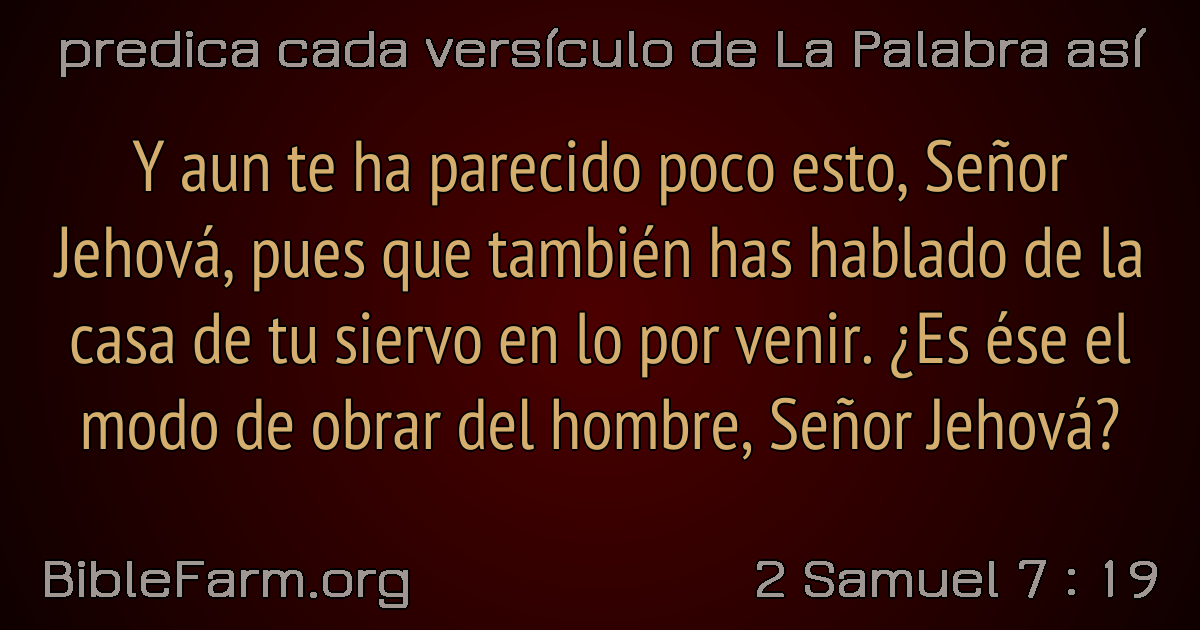 predica cada versículo de La Palabra así
Y aun te ha parecido poco esto, Señor
Jehová, pues que también has hablado de la
casa de tu siervo en lo por venir. ¿Es ése el
modo de obrar del hombre, Señor Jehová?
BibleFarm.org
2 Samuel 7 : 19